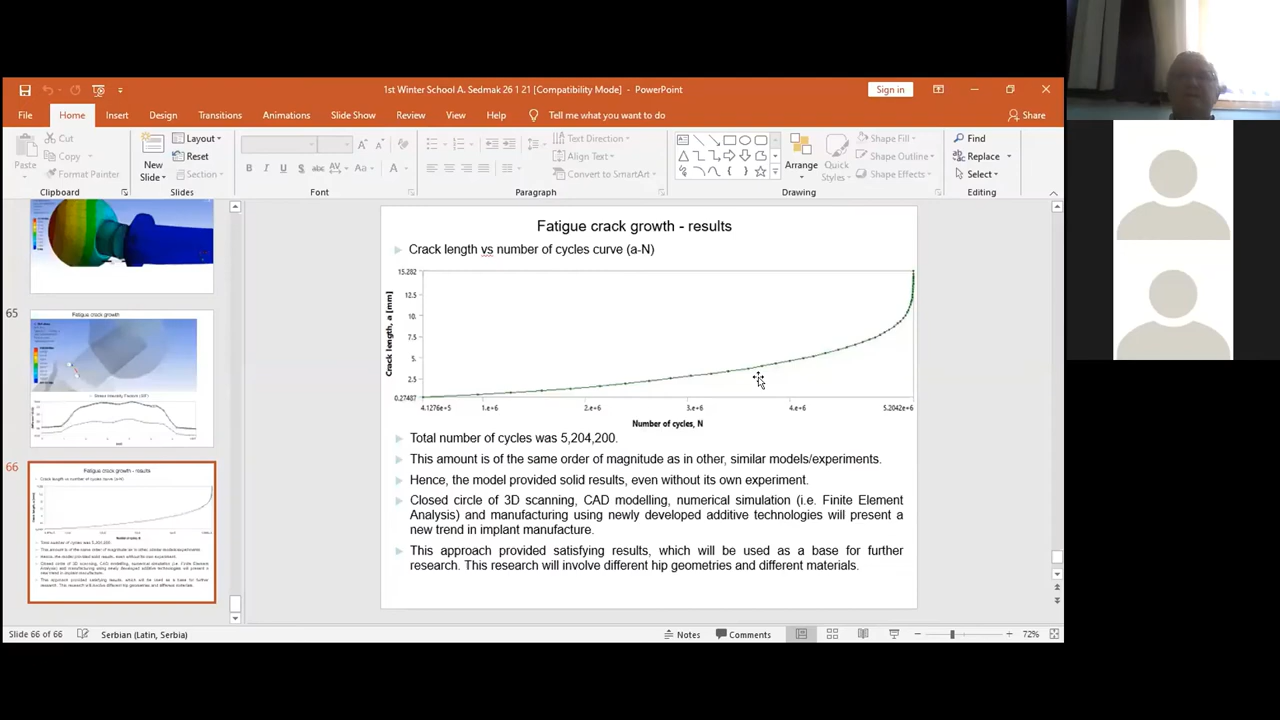 1st Winter School A. Sedmak 26 1 21 [Compatibility Mode] - PowerPoint
Sign in
File Home Insert Design Transitions Animations Slide Show Review View Help Tell me what you want to do Share
Paste
Cut
Copy
Format Painter
Clipboard
New Slide
Layout
Reset
Section
Slides
Font
Paragraph
Text Direction
Align Text
Convert to SmartArt
Arrange
Quick Styles
Shape Fill
Shape Outline
Shape Effects
Drawing
Find
Replace
Select
Editing
65
Fatigue crack growth
66
Fatigue crack growth - results
Fatigue crack growth - results
Crack length vs number of cycles curve (a-N)
Crack length, a [mm]
15.282
12.5
10.
7.5
5.
2.5
0.27487
4.1276e+5 1.e+6 2.e+6 3.e+6 4.e+6 5.2042e+6
Number of cycles, N
Total number of cycles was 5,204,200.
This amount is of the same order of magnitude as in other, similar models/experiments.
Hence, the model provided solid results, even without its own experiment.
Closed circle of 3D scanning, CAD modelling, numerical simulation (i.e. Finite Element
Analysis) and manufacturing using newly developed additive technologies will present a
new trend in implant manufacture.
This approach provided satisfying results, which will be used as a base for further
research. This research will involve different hip geometries and different materials.
Slide 66 of 66 Serbian (Latin, Serbia) Notes Comments 72%